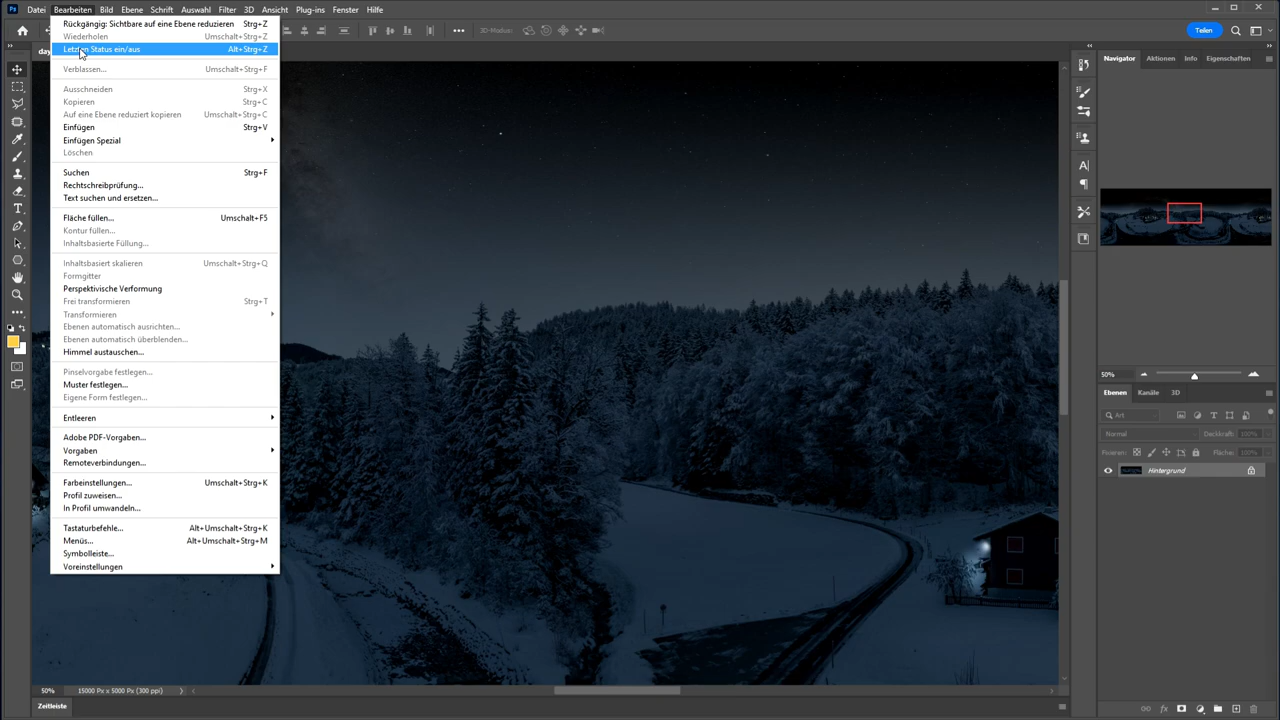 Ps Datei Bearbeiten Bild Ebene Schrift Auswahl Filter 3D Ansicht Plug-ins Fenster Hilfe
3D-Modus: Teilen
day
Rückgängig: Sichtbare auf eine Ebene reduzieren Strg+Z
Wiederholen Umschalt+Strg+Z
Letzten Status ein/aus Alt+Strg+Z
Verblassen... Umschalt+Strg+F
Ausschneiden Strg+X
Kopieren Strg+C
Auf eine Ebene reduziert kopieren Umschalt+Strg+C
Einfügen Strg+V
Einfügen Spezial
Löschen
Suchen Strg+F
Rechtschreibprüfung...
Text suchen und ersetzen...
Fläche füllen... Umschalt+F5
Kontur füllen...
Inhaltsbasierte Füllung...
Inhaltsbasiert skalieren Umschalt+Strg+Q
Formgitter
Perspektivische Verformung
Frei transformieren Strg+T
Transformieren
Ebenen automatisch ausrichten...
Ebenen automatisch überblenden...
Himmel austauschen...
Pinselvorgabe festlegen...
Muster festlegen...
Eigene Form festlegen...
Entleeren
Adobe PDF-Vorgaben...
Vorgaben
Remoteverbindungen...
Farbeinstellungen... Umschalt+Strg+K
Profil zuweisen...
In Profil umwandeln...
Tastaturbefehle... Alt+Umschalt+Strg+K
Menüs... Alt+Umschalt+Strg+M
Symbolleiste...
Voreinstellungen
Navigator Aktionen Info Eigenschaften
50%
Ebenen Kanäle 3D
Art
Normal Deckkraft: 100%
Fixieren: Fläche: 100%
Hintergrund
50% 15000 Px x 5000 Px (300 ppi)
Zeitleiste